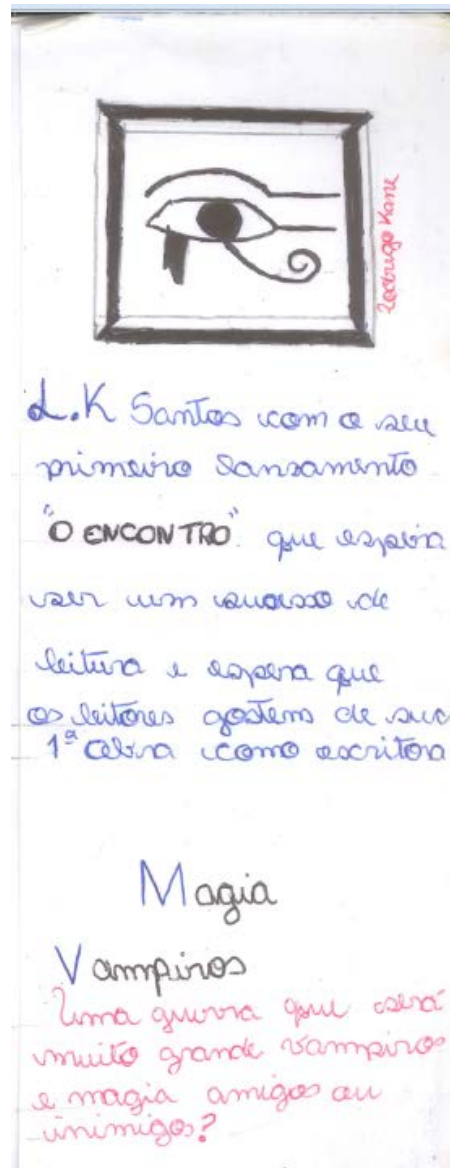 Rodrigo Kane
L.K Santos com o seu
primeiro lansamento
"O ENCONTRO" que espera
ser um sucesso de
leitura e espera que
os leitores gostem de sua
1ª obra como escritora
Magia
Vampiros
Uma guerra que será
muito grande vampiros
e magia amigos ou
inimigos?